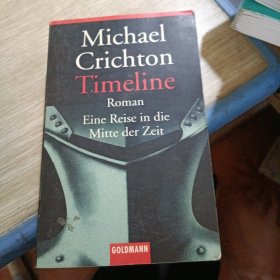 Michael
Crichton
Timeline
Roman
Eine Reise in die
Mitte der Zeit
GOLDMANN